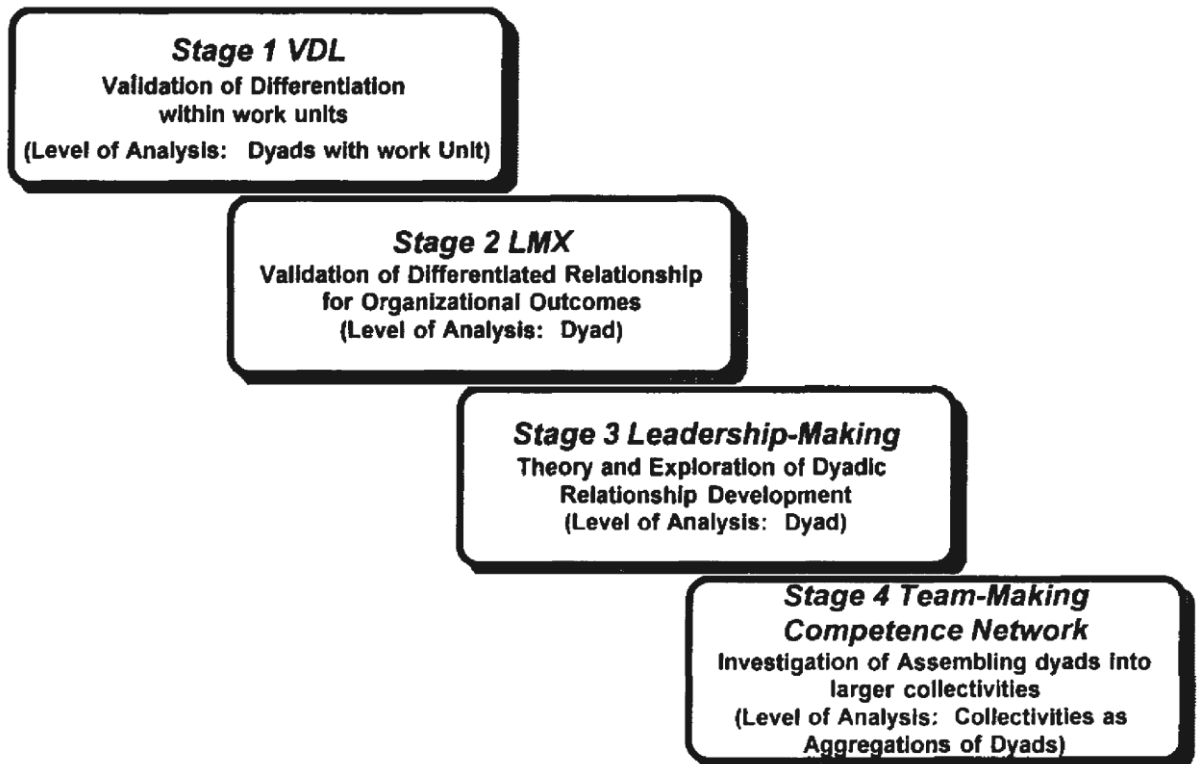 Stage 1 VDL
Validation of Differentiation
within work units
(Level of Analysis: Dyads with work Unit)
Stage 2 LMX
Validation of Differentiated Relationship
for Organizational Outcomes
(Level of Analysis: Dyad)
Stage 3 Leadership-Making
Theory and Exploration of Dyadic
Relationship Development
(Level of Analysis: Dyad)
Stage 4 Team-Making
Competence Network
Investigation of Assembling dyads into
larger collectivities
(Level of Analysis: Collectivities as
Aggregations of Dyads)